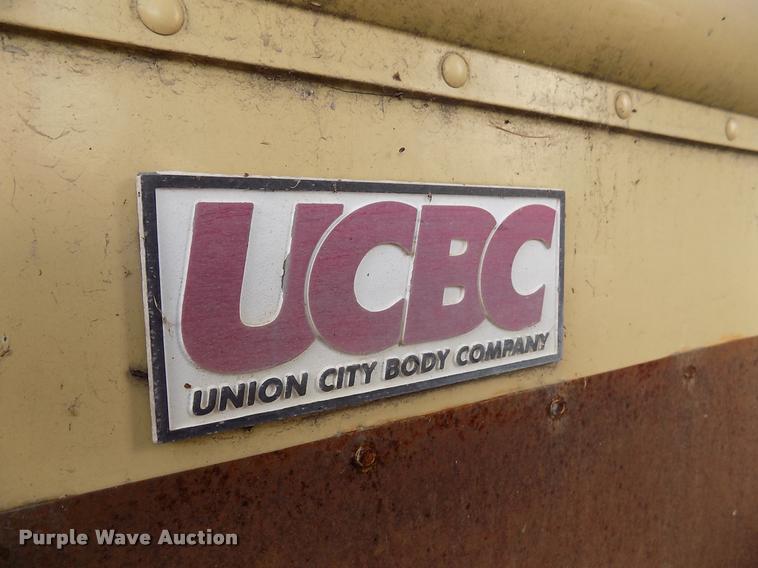 UCBC
UNION CITY BODY COMPANY
Purple Wave Auction